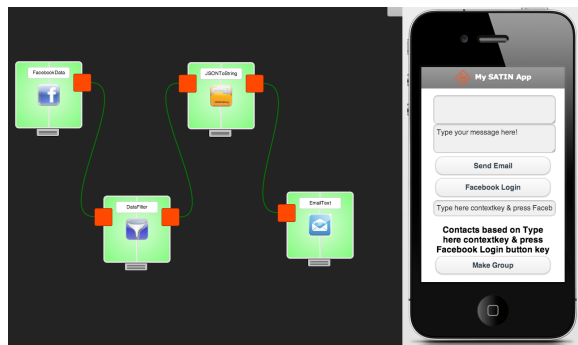 FacebookData
JSONToString
DataFilter
EmailText
My SATIN App
Type your message here!
Send Email
Facebook Login
Type here contextkey & press Faceb
Contacts based on Type
here contextkey & press
Facebook Login button key
Make Group